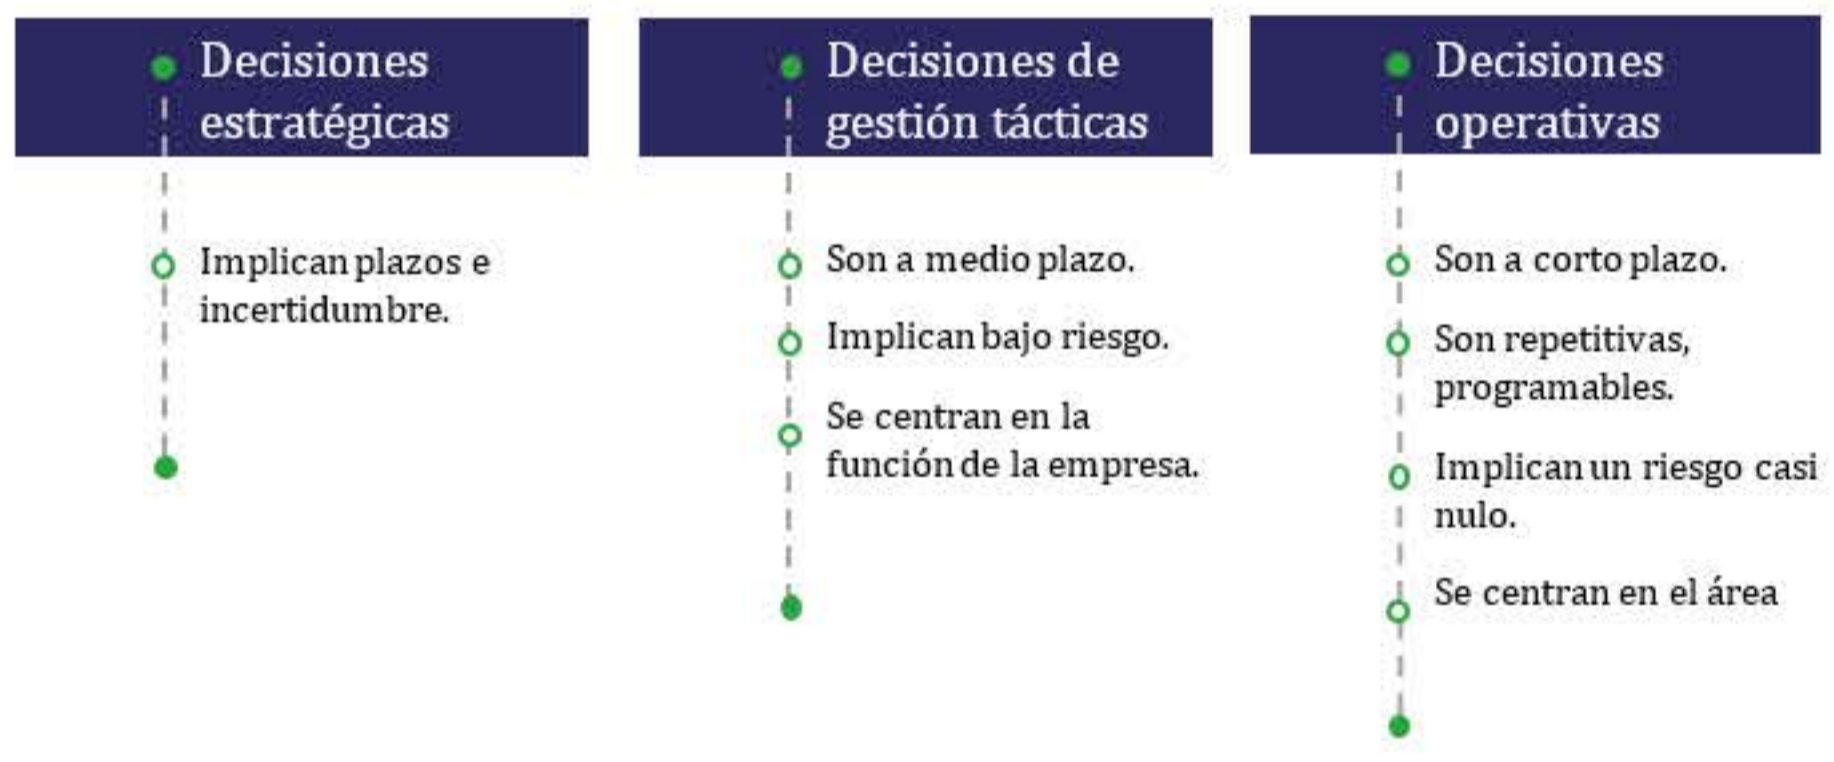 Decisiones
estratégicas
Implican plazos e
incertidumbre.
Decisiones de
gestión tácticas
Son a medio plazo.
Implican bajo riesgo.
Se centran en la
función de la empresa.
Decisiones
operativas
Son a corto plazo.
Son repetitivas,
programables.
Implican un riesgo casi
nulo.
Se centran en el área